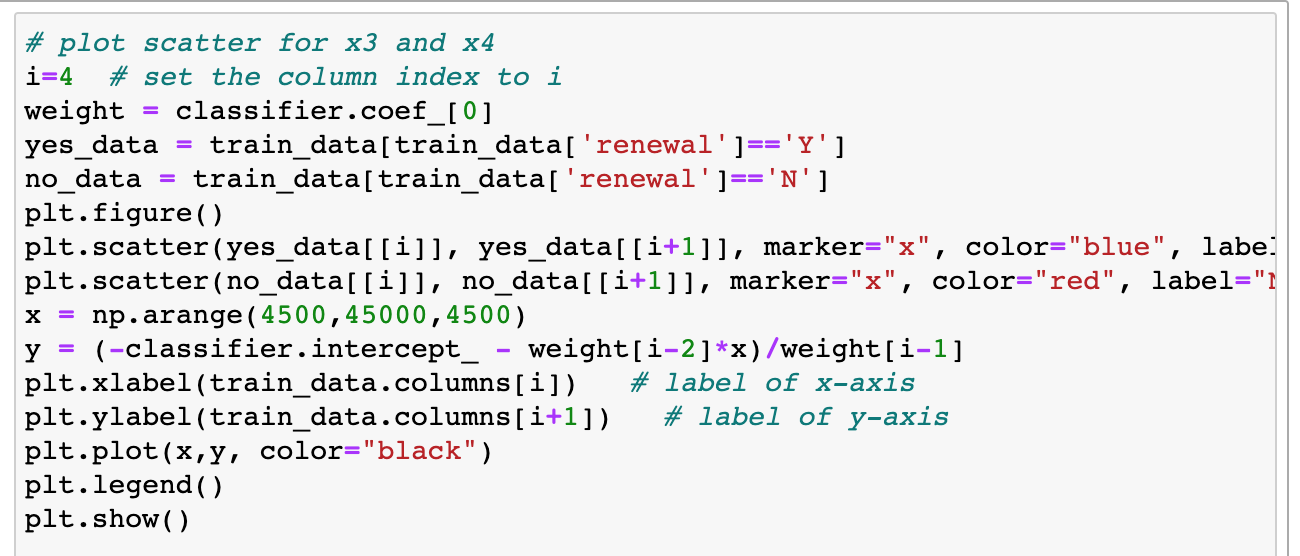 # plot scatter for x3 and x4
i=4  # set the column index to i
weight = classifier.coef_[0]
yes_data = train_data[train_data['renewal']=='Y']
no_data = train_data[train_data['renewal']=='N']
plt.figure()
plt.scatter(yes_data[[i]], yes_data[[i+1]], marker="x", color="blue", label
plt.scatter(no_data[[i]], no_data[[i+1]], marker="x", color="red", label="
x = np.arange(4500,45000,4500)
y = (-classifier.intercept_ - weight[i-2]*x)/weight[i-1]
plt.xlabel(train_data.columns[i])   # label of x-axis
plt.ylabel(train_data.columns[i+1])   # label of y-axis
plt.plot(x,y, color="black")
plt.legend()
plt.show()